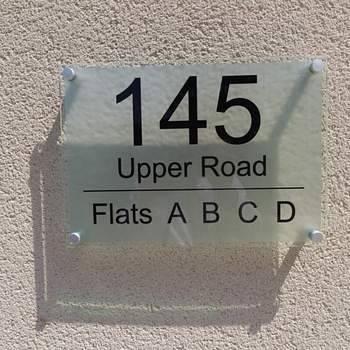 145
Upper Road
Flats A B C D